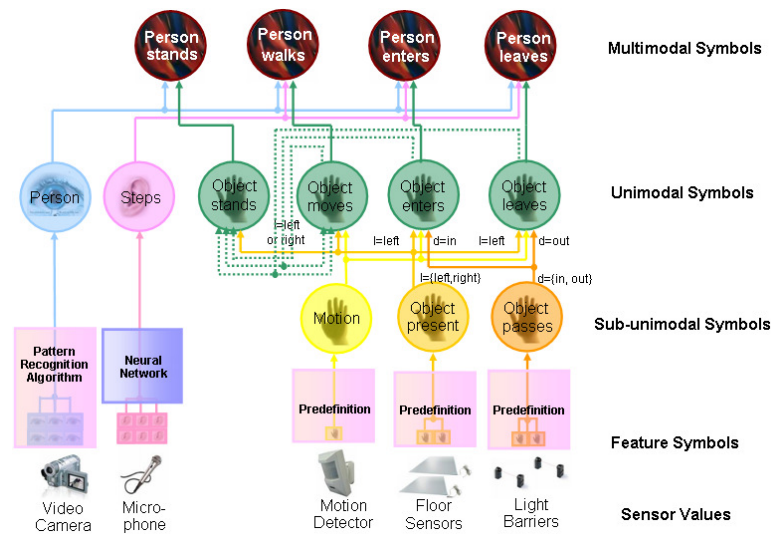 Person
stands
Person
walks
Person
enters
Person
leaves
Multimodal Symbols
Person
Steps
Object
stands
Object
moves
Object
enters
Object
leaves
Unimodal Symbols
l=left
or right
l=left
d=in
l=left
d=out
l={left,right}
d={in, out}
Motion
Object
present
Object
passes
Sub-unimodal Symbols
Pattern
Recognition
Algorithm
Neural
Network
Predefinition
Predefinition
Predefinition
Feature Symbols
Video
Camera
Micro-
phone
Motion
Detector
Floor
Sensors
Light
Barriers
Sensor Values